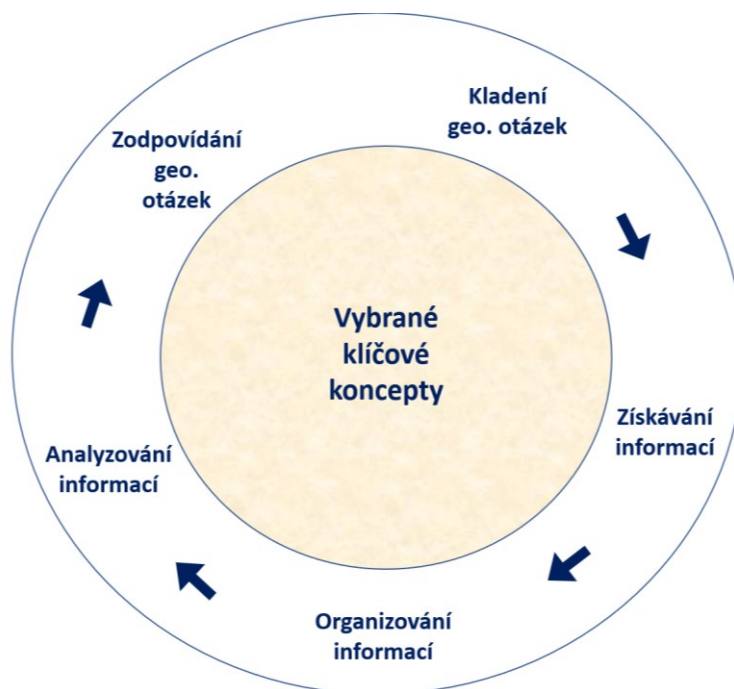 Kladení
geo. otázek
Zodpovídání
geo.
otázek
Vybrané
klíčové
koncepty
Získávání
informací
Analyzování
informací
Organizování
informací